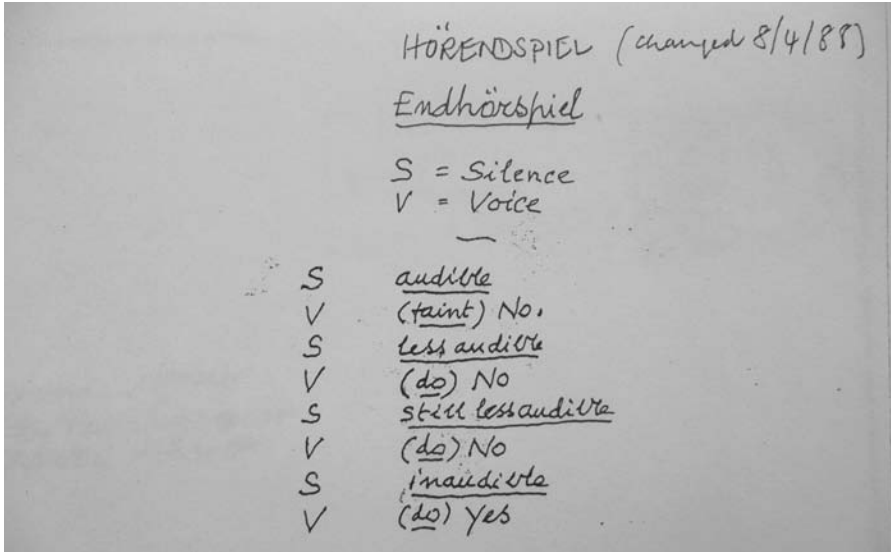 HÖRENDSPIEL (changed 8/4/88)
Endhörspiel
S = Silence
V = Voice
—
S audible
V (faint) No.
S less audible
V (do) No
S still less audible
V (do) No
S inaudible
V (do) Yes